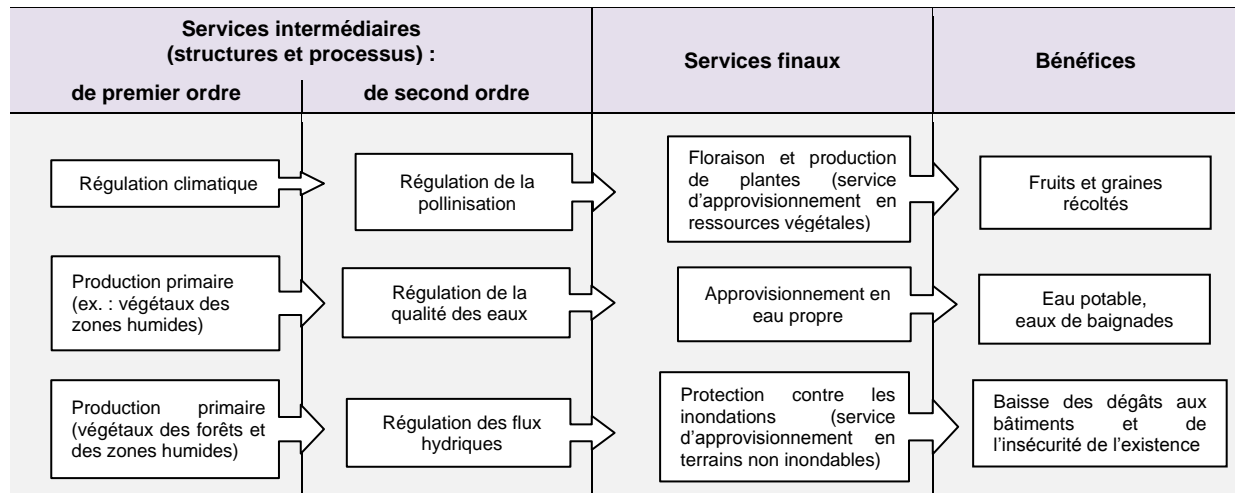 Services intermédiaires
(structures et processus) :
de premier ordre
de second ordre
Services finaux
Bénéfices
Régulation climatique
Régulation de la
pollinisation
Floraison et production
de plantes (service
d'approvisionnement en
ressources végétales)
Fruits et graines
récoltés
Production primaire
(ex. : végétaux des
zones humides)
Régulation de la
qualité des eaux
Approvisionnement en
eau propre
Eau potable,
eaux de baignades
Production primaire
(végétaux des forêts et
des zones humides)
Régulation des flux
hydriques
Protection contre les
inondations (service
d'approvisionnement en
terrains non inondables)
Baisse des dégâts aux
bâtiments et de
l'insécurité de l'existence